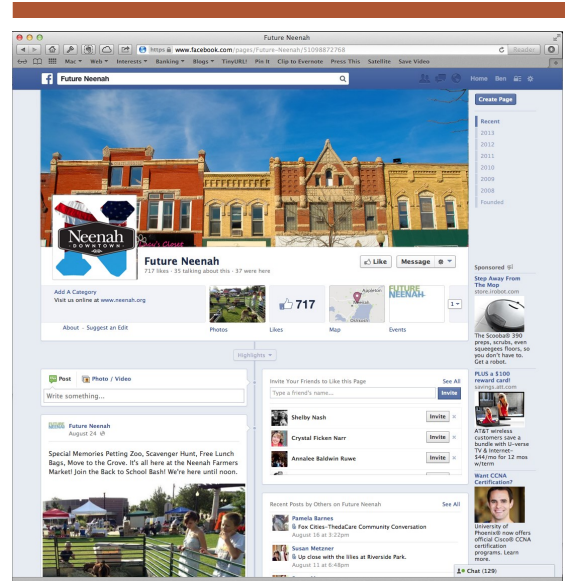 Future Neenah
https www.facebook.com/pages/Future-Neenah/51098872768
Reader
Mac Web Interests Banking Blogs TinyURL! Pin It Clip to Evernote Press This Satellite Save Video
Future Neenah
Home Ben
Create Page
Recent
2013
2012
2011
2010
2009
2008
Founded
Neenah
DOWNTOWN
Closet
Future Neenah
717 likes · 35 talking about this · 37 were here
Like
Message
Add A Category
Visit us online at www.neenah.org
About - Suggest an Edit
Photos
717
Likes
Appleton
Neenah
Oshkosh
Map
FUTURE
NEENAH
Events
1
Highlights
Post
Photo / Video
Write something...
Future Neenah
August 24
Special Memories Petting Zoo, Scavenger Hunt, Free Lunch
Bags, Move to the Grove. It's all here at the Neenah Farmers
Market! Join the Back to School Bash! We're here until noon.
Invite Your Friends to Like this Page
See All
Type a friend's name...
Invite
Shelby Nash
Invite
Crystal Ficken Narr
Invite
Annalee Baldwin Ruwe
Invite
Recent Posts by Others on Future Neenah
See All
Pamela Barnes
Fox Cities-ThedaCare Community Conversation
August 16 at 3:22pm
Susan Metzner
Up close with the lilies at Riverside Park.
August 11 at 6:48pm
Sponsored
Step Away From
The Mop
store.irobot.com
The Scooba® 390
preps, scrubs, even
squeegees floors, so
you don't have to.
Get a robot.
PLUS a $100
reward card!
savings.att.com
AT&T wireless
customers save a
bundle with U-verse
TV & Internet–
$44/mo for 12 mos
w/term
Want CCNA
Certification?
University of
Phoenix® now offers
official Cisco® CCNA
certification
programs. Learn
more.
Chat (129)